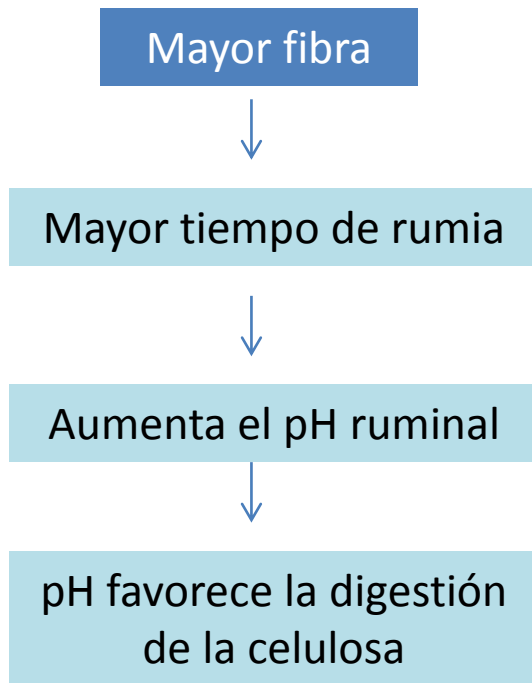 Mayor fibra
Mayor tiempo de rumia
Aumenta el pH ruminal
pH favorece la digestión
de la celulosa